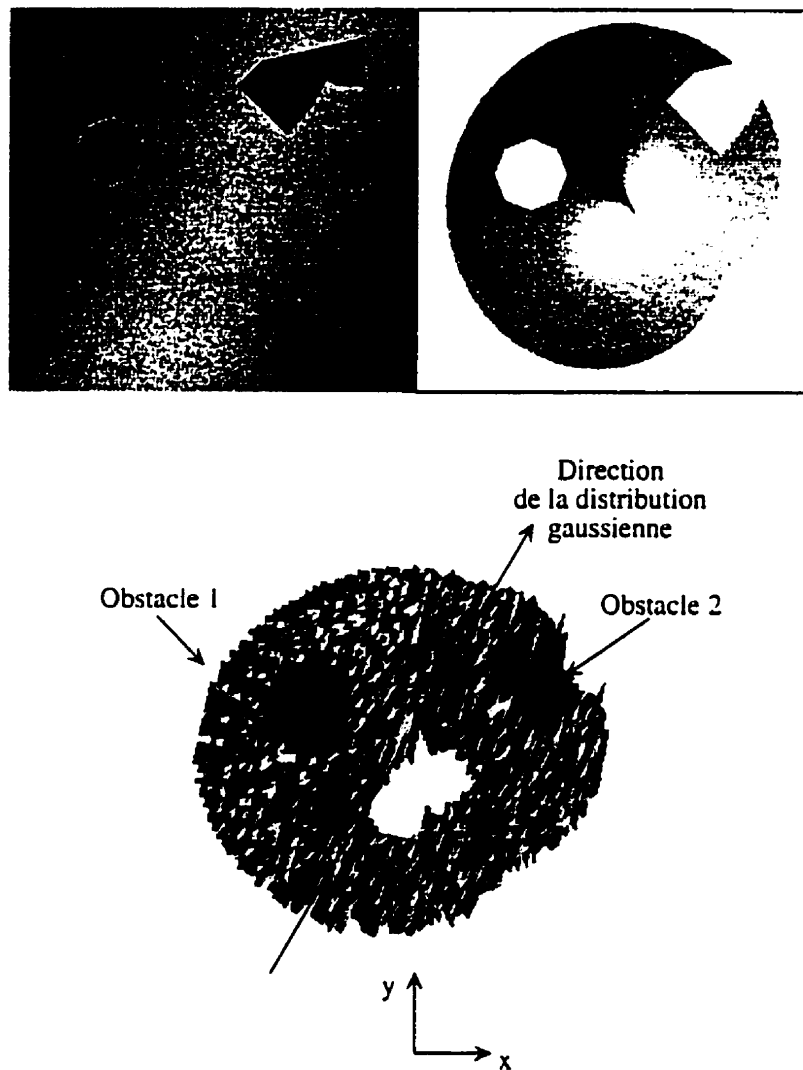 Direction
de la distribution
gaussienne
Obstacle 1
Obstacle 2
y
x